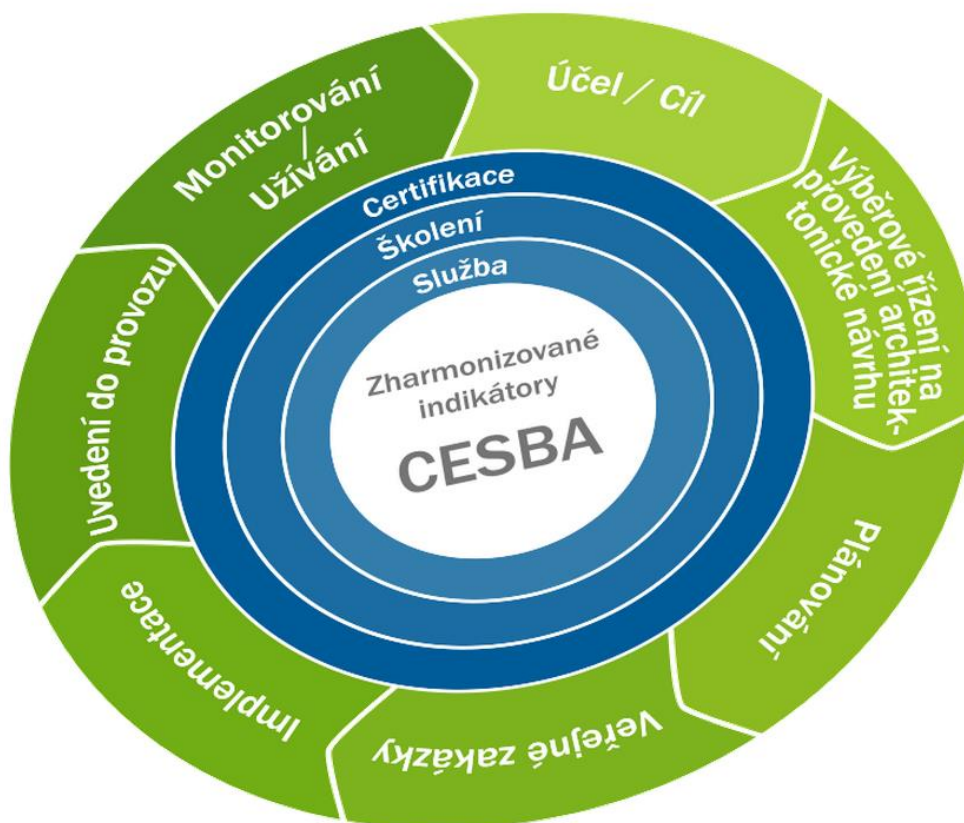 Účel / Cíl
Výběrové řízení na
provedení architek-
tonické návrhu
Plánování
Veřejné zakázky
Implementace
Uvedení do provozu
Monitorování
/
Užívání
Certifikace
Školení
Služba
Zharmonizované
indikátory
CESBA